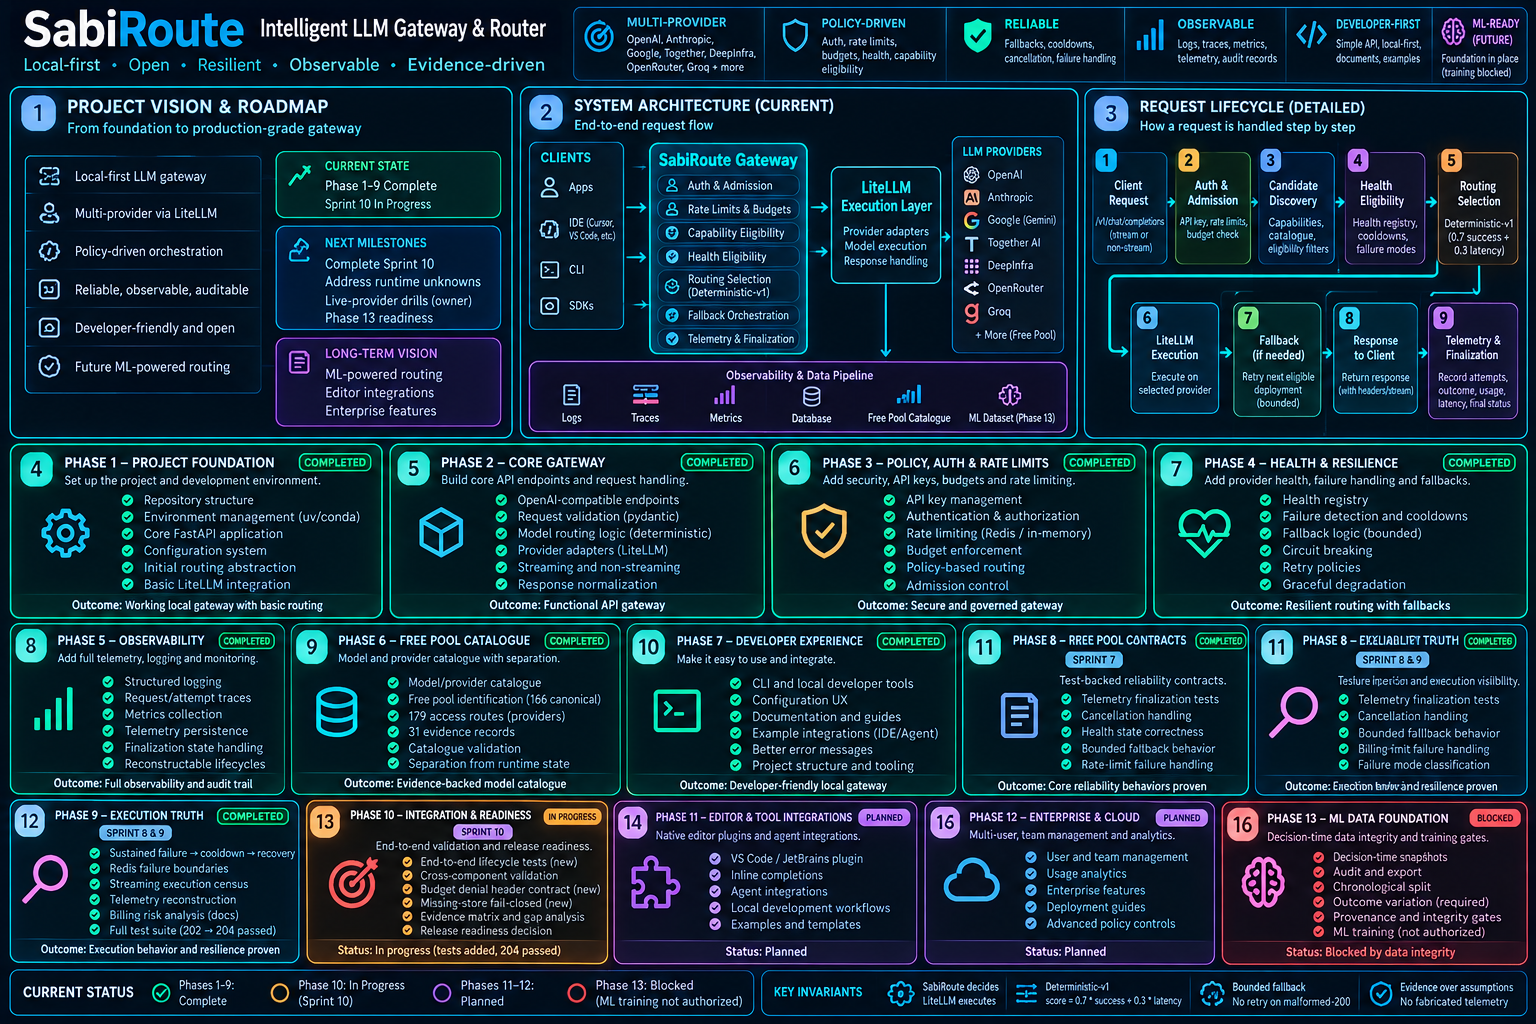 SabiRoute Intelligent LLM Gateway & Router
Local-first • Open • Resilient • Observable • Evidence-driven
MULTI-PROVIDER
OpenAI, Anthropic,
Google, Together, DeepInfra,
OpenRouter, Groq + more
POLICY-DRIVEN
Auth, rate limits,
budgets, health, capability
eligibility
RELIABLE
Fallbacks, cooldowns,
cancellation, failure handling
OBSERVABLE
Logs, traces, metrics,
telemetry, audit records
DEVELOPER-FIRST
Simple API, local-first,
documents, examples
ML-READY
(FUTURE)
Foundation in place
(training blocked)
1 PROJECT VISION & ROADMAP
From foundation to production-grade gateway
Local-first LLM gateway
Multi-provider via LiteLLM
Policy-driven orchestration
Reliable, observable, auditable
Developer-friendly and open
Future ML-powered routing
CURRENT STATE
Phase 1-9 Complete
Sprint 10 In Progress
NEXT MILESTONES
Complete Sprint 10
Address runtime unknowns
Live-provider drills (owner)
Phase 13 readiness
LONG-TERM VISION
ML-powered routing
Editor integrations
Enterprise features
2 SYSTEM ARCHITECTURE (CURRENT)
End-to-end request flow
CLIENTS
Apps
IDE (Cursor,
VS Code, etc.)
CLI
SDKs
SabiRoute Gateway
Auth & Admission
Rate Limits & Budgets
Capability Eligibility
Health Eligibility
Routing Selection
(Deterministic-v1)
Fallback Orchestration
Telemetry & Finalization
LiteLLM
Execution Layer
Provider adapters
Model execution
Response handling
LLM PROVIDERS
OpenAI
Anthropic
Google (Gemini)
Together AI
DeepInfra
OpenRouter
Groq
+ More (Free Pool)
Observability & Data Pipeline
Logs
Traces
Metrics
Database
Free Pool Catalogue
ML Dataset (Phase 13)
3 REQUEST LIFECYCLE (DETAILED)
How a request is handled step by step
1
Client
Request
/v1/chat/completions
(stream or
non-stream)
2
Auth &
Admission
API key, rate limits,
budget check
3
Candidate
Discovery
Capabilities,
catalogue,
eligibility filters
4
Health
Eligibility
Health registry,
cooldowns,
failure modes
5
Routing
Selection
Deterministic-v1
(0.7 success +
0.3 latency)
6
LiteLLM
Execution
Execute on
selected provider
7
Fallback
(if needed)
Retry next eligible
deployment
(bounded)
8
Response
to Client
Return response
(with headers/stream)
9
Telemetry &
Finalization
Record attempts,
outcome, usage,
latency, final status
4 PHASE 1 – PROJECT FOUNDATION COMPLETED
Set up the project and development environment.
Repository structure
Environment management (uv/conda)
Core FastAPI application
Configuration system
Initial routing abstraction
Basic LiteLLM integration
Outcome: Working local gateway with basic routing
5 PHASE 2 – CORE GATEWAY COMPLETED
Build core API endpoints and request handling.
OpenAI-compatible endpoints
Request validation (pydantic)
Model routing logic (deterministic)
Provider adapters (LiteLLM)
Streaming and non-streaming
Response normalization
Outcome: Functional API gateway
6 PHASE 3 – POLICY, AUTH & RATE LIMITS COMPLETED
Add security, API keys, budgets and rate limiting.
API key management
Authentication & authorization
Rate limiting (Redis / in-memory)
Budget enforcement
Policy-based routing
Admission control
Outcome: Secure and governed gateway
7 PHASE 4 – HEALTH & RESILIENCE COMPLETED
Add provider health, failure handling and fallbacks.
Health registry
Failure detection and cooldowns
Fallback logic (bounded)
Circuit breaking
Retry policies
Graceful degradation
Outcome: Resilient routing with fallbacks
8 PHASE 5 – OBSERVABILITY COMPLETED
Add full telemetry, logging and monitoring.
Structured logging
Request/attempt traces
Metrics collection
Telemetry persistence
Finalization state handling
Reconstructable lifecycles
Outcome: Full observability and audit trail
9 PHASE 6 – FREE POOL CATALOGUE COMPLETED
Model and provider catalogue with separation.
Model/provider catalogue
Free pool identification (166 canonical)
179 access routes (providers)
31 evidence records
Catalogue validation
Separation from runtime state
Outcome: Evidence-backed model catalogue
10 PHASE 7 – DEVELOPER EXPERIENCE COMPLETED
Make it easy to use and integrate.
CLI and local developer tools
Configuration UX
Documentation and guides
Example integrations (IDE/Agent)
Better error messages
Project structure and tooling
Outcome: Developer-friendly local gateway
11 PHASE 8 – RREE POOL CONTRACTS COMPLETED
SPRINT 7
Test-backed reliability contracts.
Telemetry finalization tests
Cancellation handling
Health state correctness
Bounded fallback behavior
Rate-limit failure handling
Outcome: Core reliability behaviors proven
11 PHASE 8 – TRUTH COMPLETED
SPRINT 8 & 9
and execution visibility.
Telemetry finalization tests
Cancellation handling
Bounded fallback behavior
Billing-limit failure handling
Failure mode classification
Outcome: and resilience proven
12 PHASE 9 – EXECUTION TRUTH COMPLETED
SPRINT 8 & 9
Sustained failure → cooldown → recovery
Redis failure boundaries
Streaming execution census
Telemetry reconstruction
Billing risk analysis (docs)
Full test suite (202 → 204 passed)
Outcome: Execution behavior and resilience proven
13 PHASE 10 – INTEGRATION & READINESS IN PROGRESS
SPRINT 10
End-to-end validation and release readiness.
End-to-end lifecycle tests (new)
Cross-component validation
Budget denial header contract (new)
Missing-store fail-closed (new)
Evidence matrix and gap analysis
Release readiness decision
Status: In progress (tests added, 204 passed)
14 PHASE 11 – EDITOR & TOOL INTEGRATIONS PLANNED
Native editor plugins and agent integrations.
VS Code / JetBrains plugin
Inline completions
Agent integrations
Local development workflows
Examples and templates
Status: Planned
16 PHASE 12 – ENTERPRISE & CLOUD PLANNED
Multi-user, team management and analytics.
User and team management
Usage analytics
Enterprise features
Deployment guides
Advanced policy controls
Status: Planned
16 PHASE 13 – ML DATA FOUNDATION BLOCKED
Decision-time data integrity and training gates.
Decision-time snapshots
Audit and export
Chronological split
Outcome variation (required)
Provenance and integrity gates
ML training (not authorized)
Status: Blocked by data integrity
CURRENT STATUS
Phases 1-9:
Complete
Phase 10: In Progress
(Sprint 10)
Phases 11–12:
Planned
Phase 13: Blocked
(ML training not authorized)
KEY INVARIANTS
SabiRoute decides
LiteLLM executes
Deterministic-v1
score = 0.7 * success + 0.3 * latency
Bounded fallback
No retry on malformed-200
Evidence over assumptions
No fabricated telemetry